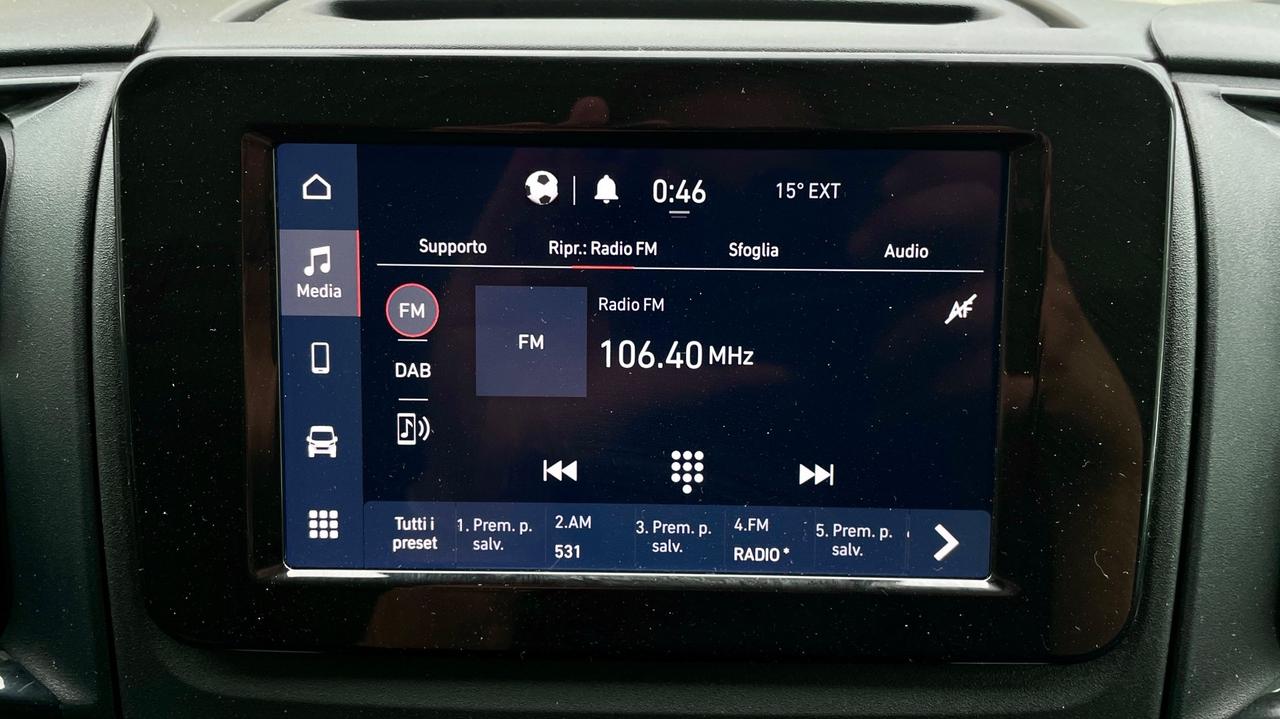 0:46
15° EXT
Supporto
Ripr.: Radio FM
Sfoglia
Audio
Media
FM
DAB
FM
Radio FM
106.40 MHz
AF
Tutti i
preset
1. Prem. p.
salv.
2.AM
531
3. Prem. p.
salv.
4.FM
RADIO *
5. Prem. p.
salv.